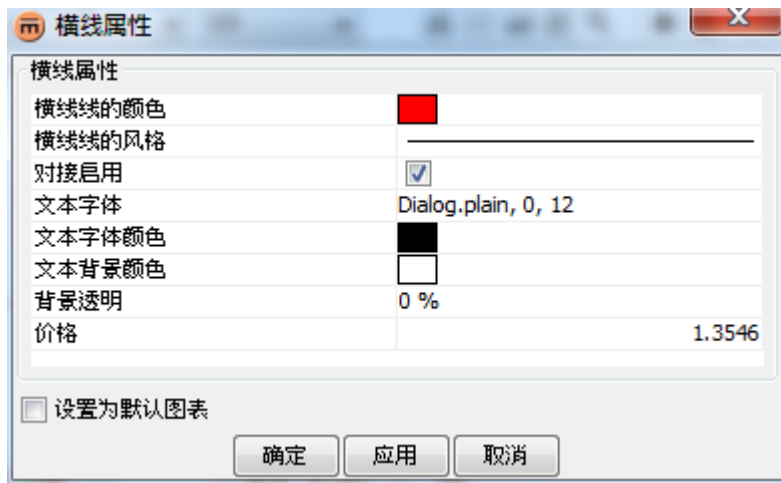 横线属性
横线属性
横线线的颜色
横线线的风格
对接启用
文本字体 Dialog.plain, 0, 12
文本字体颜色
文本背景颜色
背景透明 0 %
价格 1.3546
设置为默认图表
确定 应用 取消